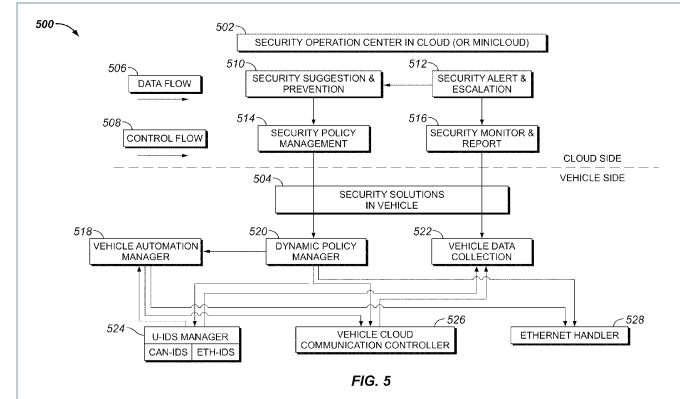 500
502
SECURITY OPERATION CENTER IN CLOUD (OR MINICLOUD)
506
DATA FLOW
510
SECURITY SUGGESTION &
PREVENTION
512
SECURITY ALERT &
ESCALATION
508
CONTROL FLOW
514
SECURITY POLICY
MANAGEMENT
516
SECURITY MONITOR &
REPORT
CLOUD SIDE
VEHICLE SIDE
504
SECURITY SOLUTIONS
IN VEHICLE
518
VEHICLE AUTOMATION
MANAGER
520
DYNAMIC POLICY
MANAGER
522
VEHICLE DATA
COLLECTION
524
U-IDS MANAGER
CAN-IDS
ETH-IDS
526
VEHICLE CLOUD
COMMUNICATION CONTROLLER
528
ETHERNET HANDLER
FIG. 5